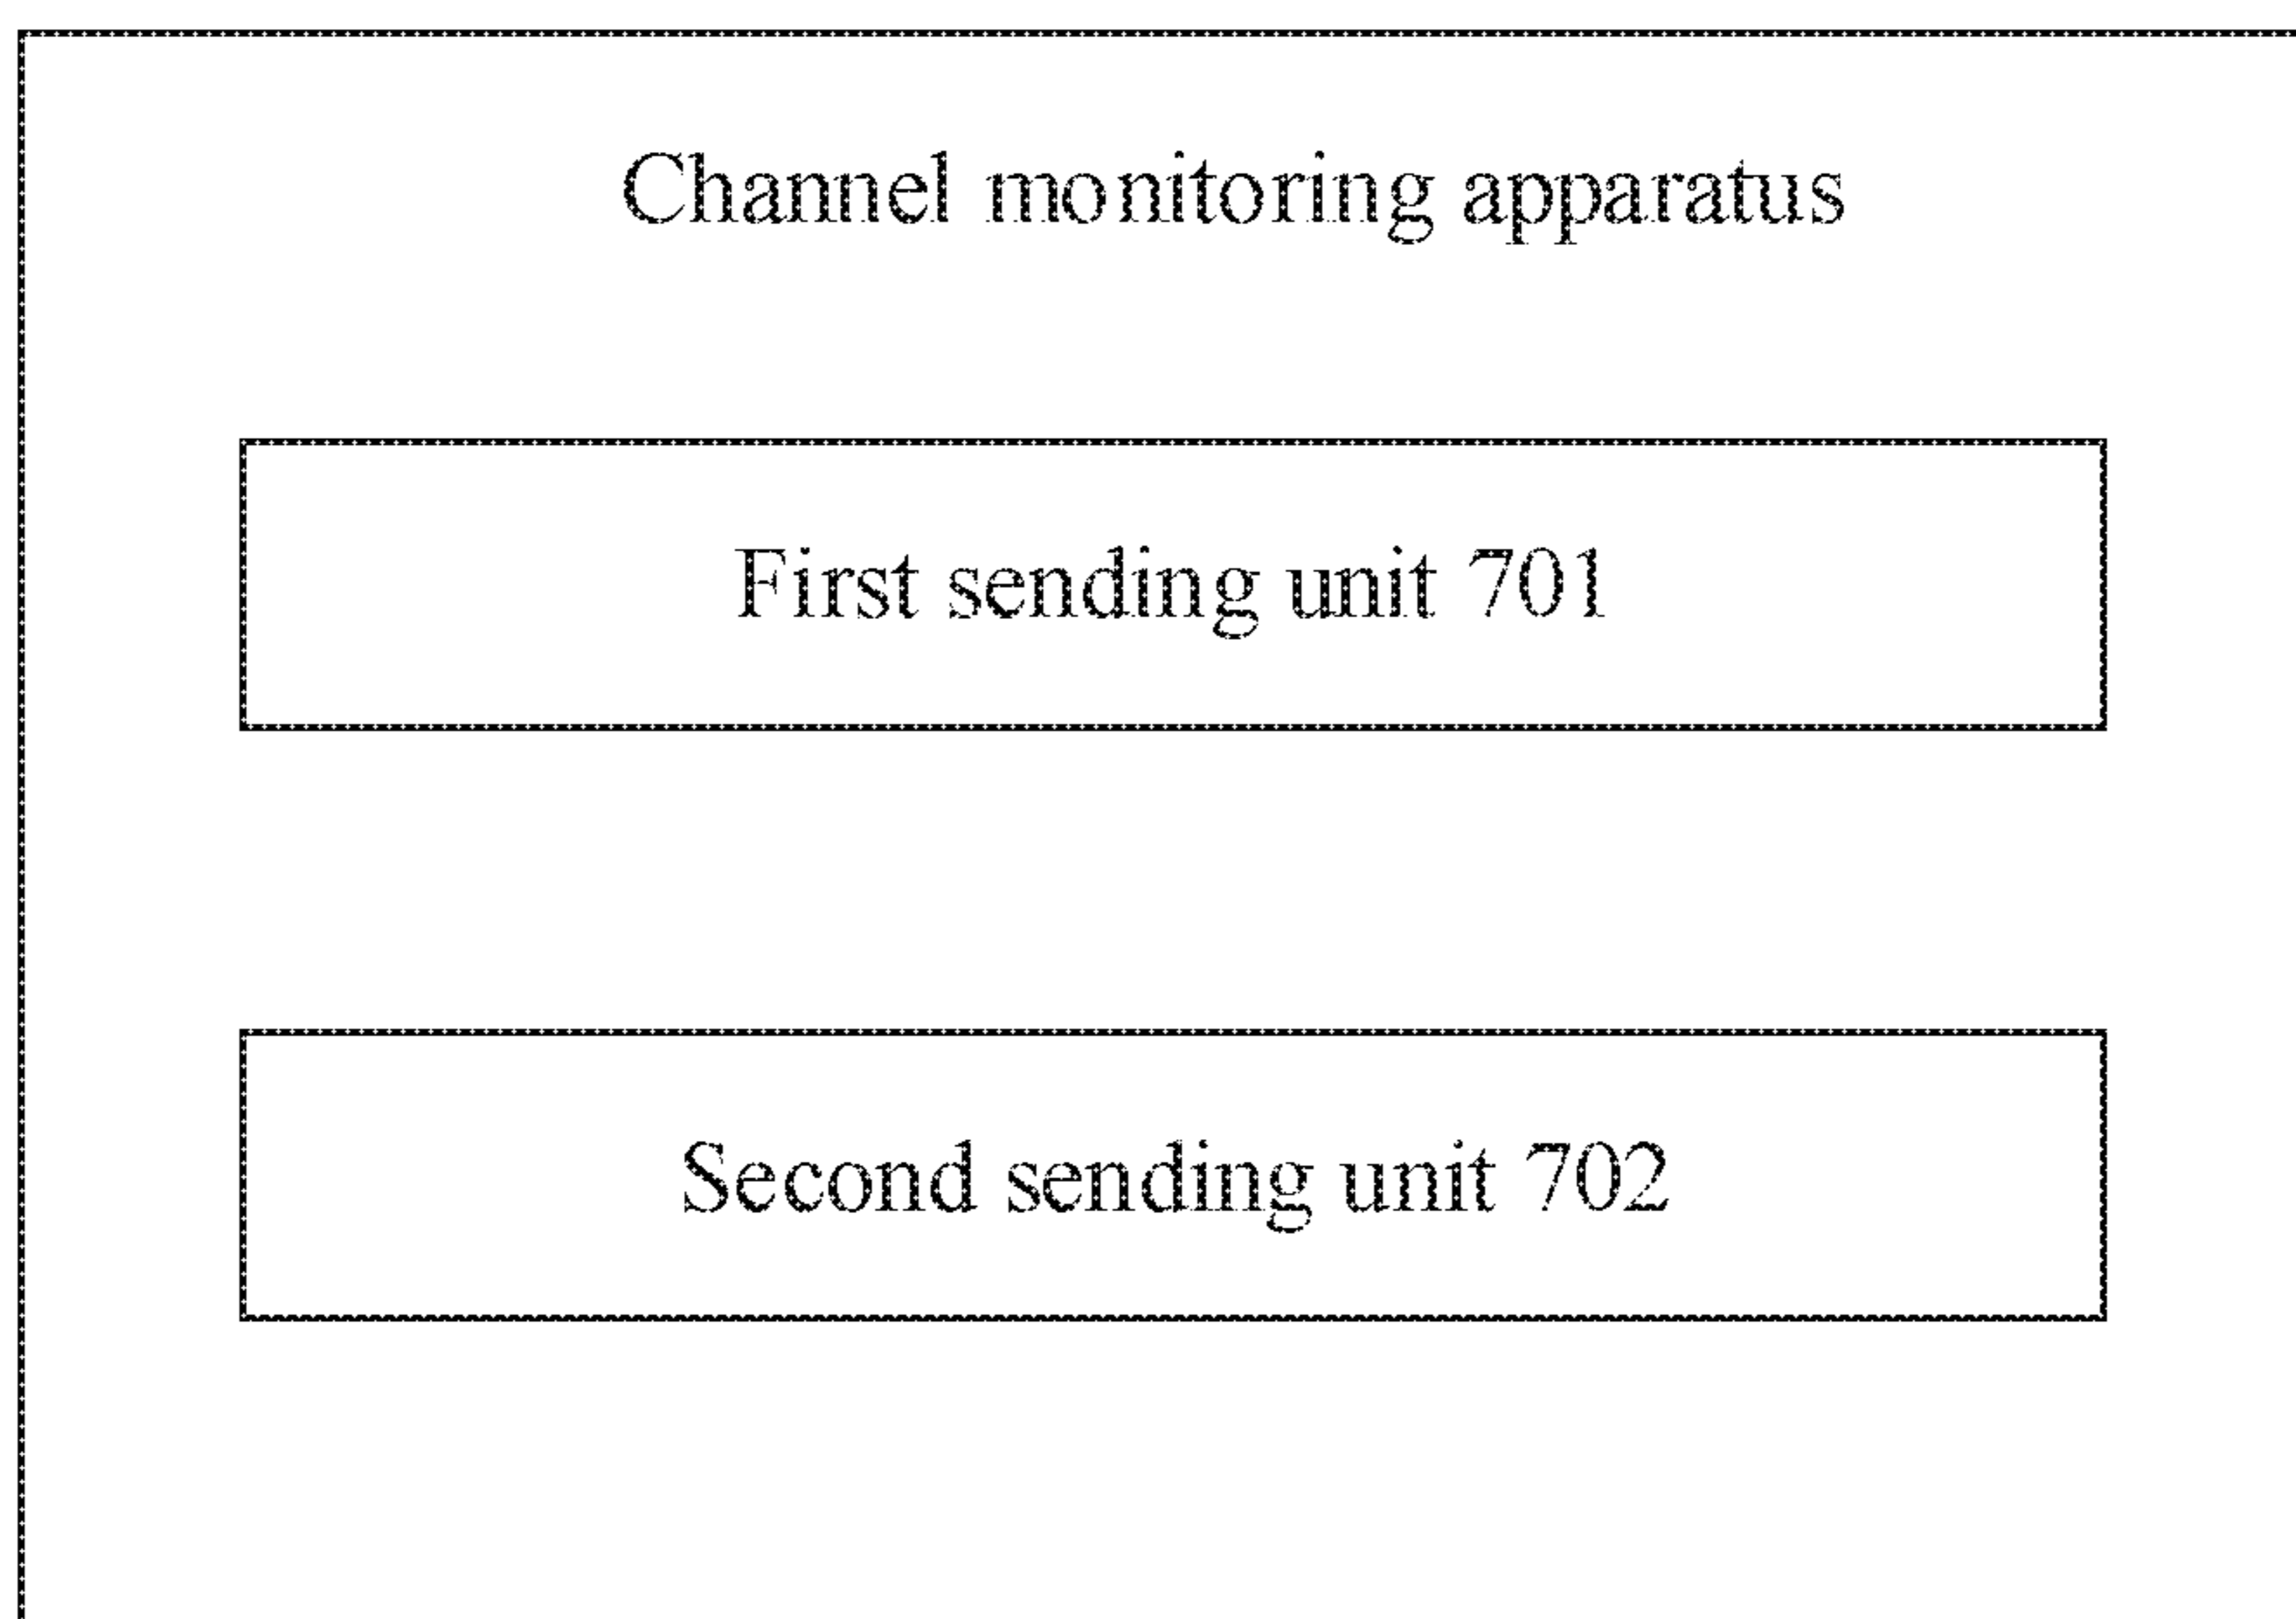 Channel monitoring apparatus
First sending unit 701
Second sending unit 702